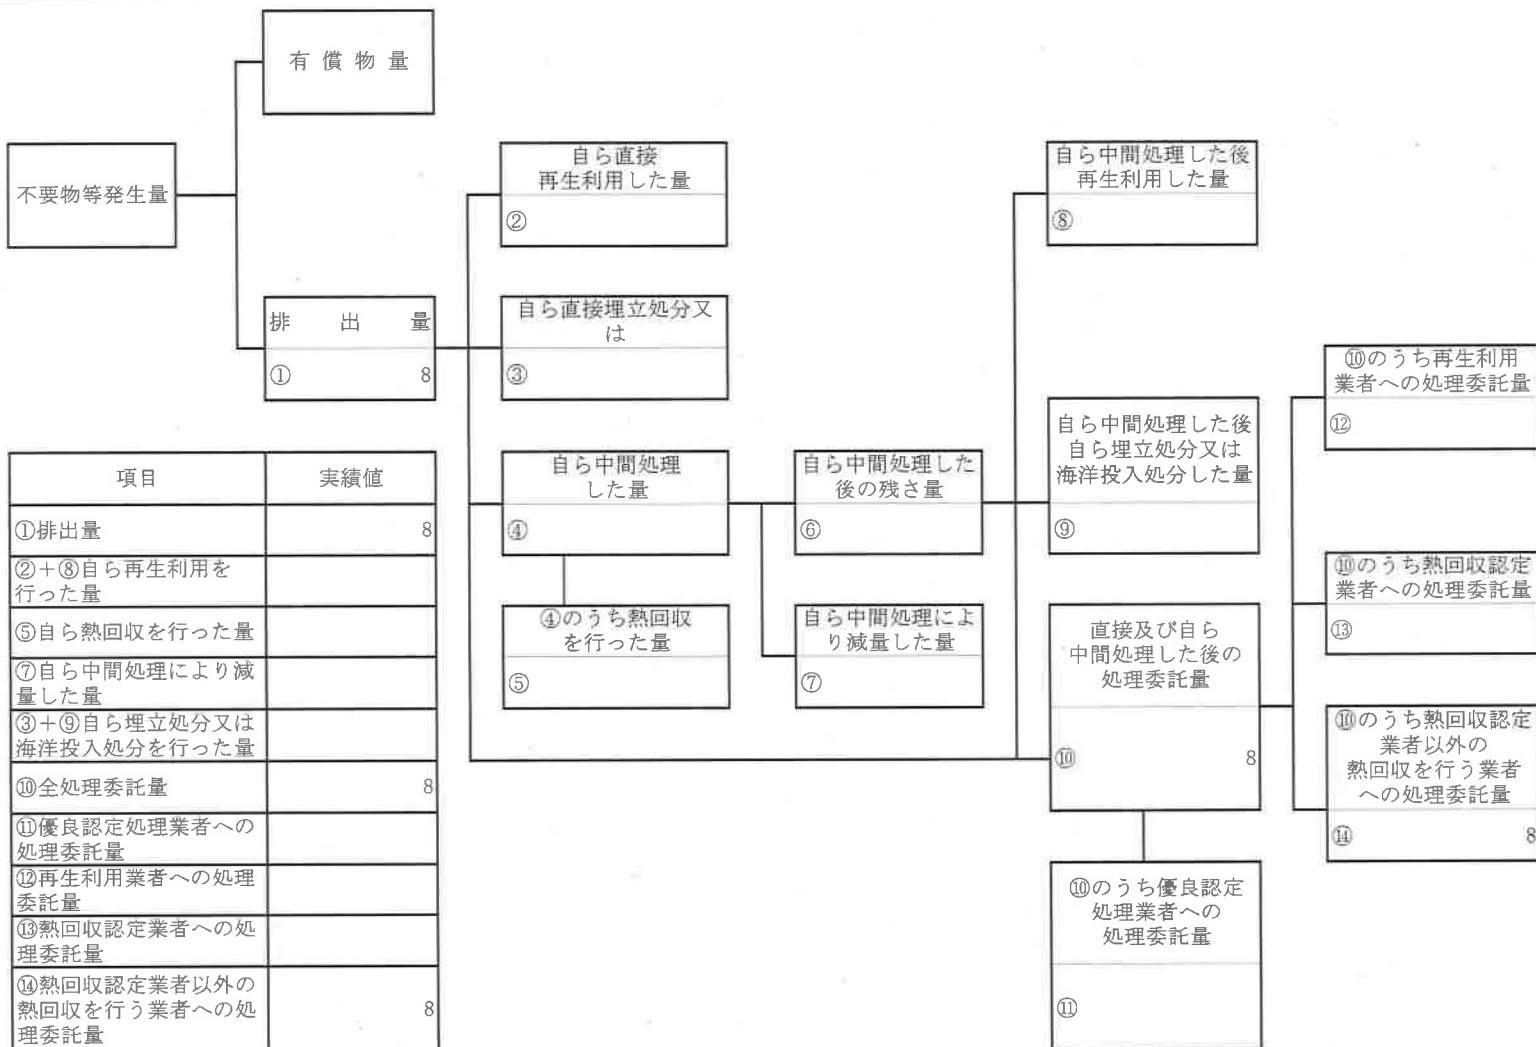 有償物量
不要物等発生量
排出量
① 8
自ら直接
再生利用した量
②
自ら直接埋立処分又
は
③
自ら中間処理
した量
④
④のうち熱回収
を行った量
⑤
自ら中間処理した
後の残さ量
⑥
自ら中間処理によ
り減量した量
⑦
自ら中間処理した後
再生利用した量
⑧
自ら中間処理した後
自ら埋立処分又は
海洋投入処分した量
⑨
直接及び自ら
中間処理した後の
処理委託量
⑩ 8
⑩のうち優良認定
処理業者への
処理委託量
⑪
⑩のうち再生利用
業者への処理委託量
⑫
⑩のうち熱回収認定
業者への処理委託量
⑬
⑩のうち熱回収認定
業者以外の
熱回収を行う業者
への処理委託量
⑭ 8
項目 実績値
①排出量 8
②+⑧自ら再生利用を
行った量
⑤自ら熱回収を行った量
⑦自ら中間処理により減
量した量
③+⑨自ら埋立処分又は
海洋投入処分を行った量
⑩全処理委託量 8
⑪優良認定処理業者への
処理委託量
⑫再生利用業者への処理
委託量
⑬熱回収認定業者への処
理委託量
⑭熱回収認定業者以外の
熱回収を行う業者への処 8
理委託量